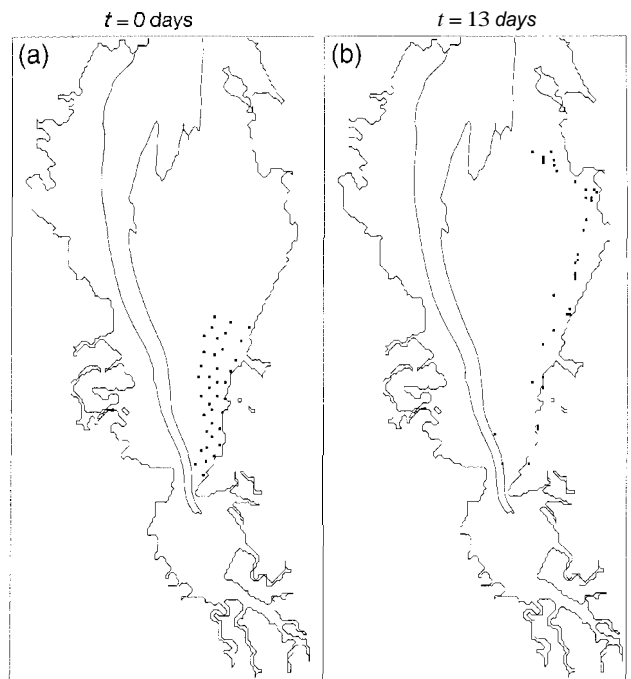 t = 0 days
t = 13 days
(a)
(b)